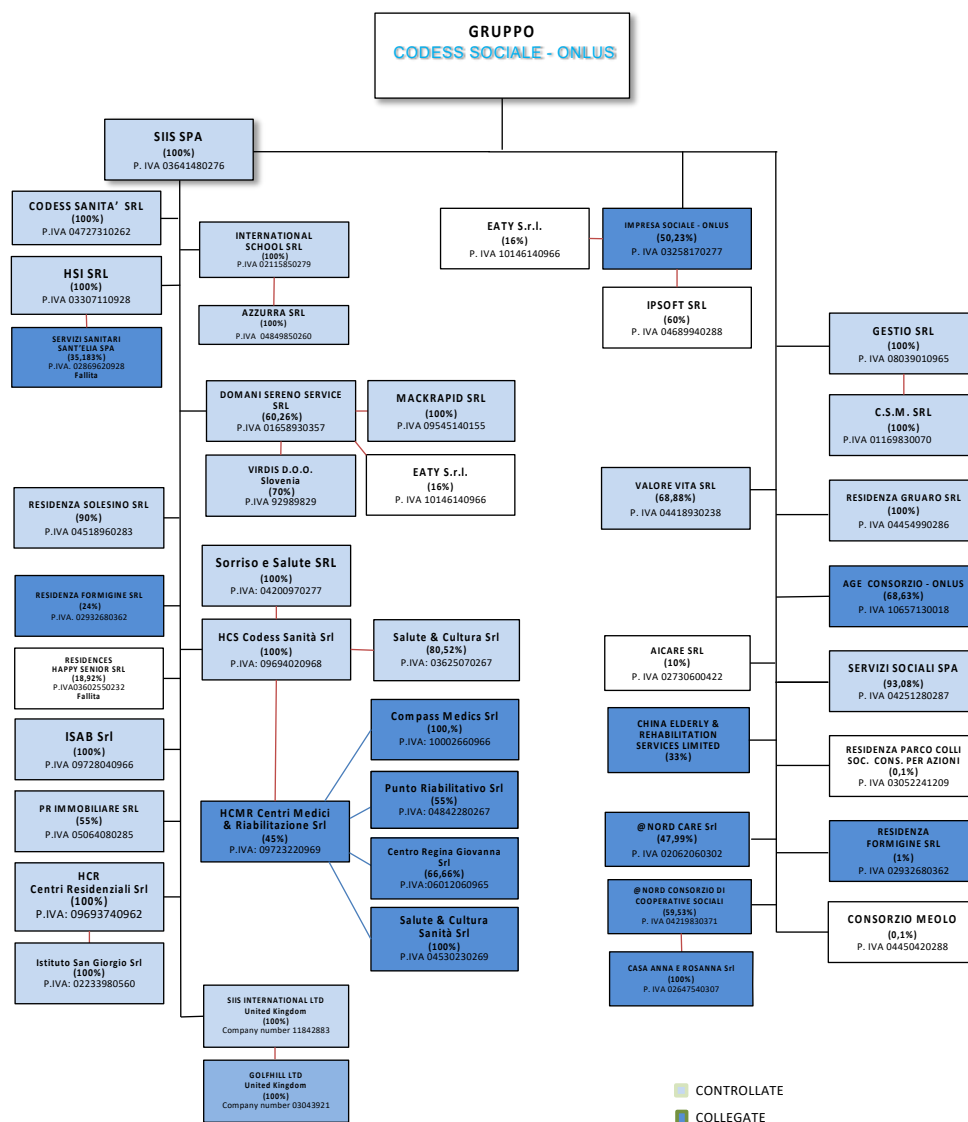 GRUPPO
CODESS SOCIALE - ONLUS
SIIS SPA
(100%)
P. IVA 03641480276
CODESS SANITA’ SRL
(100%)
P.IVA 04727310262
INTERNATIONAL
SCHOOL SRL
(100%)
P.IVA 02115850279
HSI SRL
(100%)
P.IVA 03307110928
AZZURRA SRL
(100%)
P.IVA 04849850260
SERVIZI SANITARI
SANT’ELIA SPA
(35,183%)
P.IVA. 02869620928
Fallita
DOMANI SERENO SERVICE
SRL
(60,26%)
P.IVA 01658930357
MACKRAPID SRL
(100%)
P.IVA 09545140155
VIRDIS D.O.O.
Slovenia
(70%)
P.IVA 92989829
EATY S.r.l.
(16%)
P. IVA 10146140966
RESIDENZA SOLESINO SRL
(90%)
P.IVA 04518960283
Sorriso e Salute SRL
(100%)
P.IVA: 04200970277
RESIDENZA FORMIGINE SRL
(24%)
P.IVA. 02932680362
HCS Codess Sanità Srl
(100%)
P.IVA: 09694020968
Salute & Cultura Srl
(80,52%)
P.IVA: 03625070267
RESIDENCES
HAPPY SENIOR SRL
(18,92%)
P.IVA03602550232
Fallita
ISAB Srl
(100%)
P.IVA 09728040966
Compass Medics Srl
(100,%)
P.IVA: 10002660966
PR IMMOBILIARE SRL
(55%)
P.IVA 05064080285
HCMR Centri Medici
& Riabilitazione Srl
(45%)
P.IVA: 09723220969
Punto Riabilitativo Srl
(55%)
P.IVA: 04842280267
Centro Regina Giovanna
Srl
(66,66%)
P.IVA:06012060965
HCR
Centri Residenziali Srl
(100%)
P.IVA: 09693740962
Salute & Cultura
Sanità Srl
(100%)
P.IVA 04530230269
Istituto San Giorgio Srl
(100%)
P.IVA: 02233980560
SIIS INTERNATIONAL LTD
United Kingdom
(100%)
Company number 11842883
GOLFHILL LTD
United Kingdom
(100%)
Company number 03043921
EATY S.r.l.
(16%)
P.IVA 10146140966
IMPRESA SOCIALE - ONLUS
(50,23%)
P. IVA 03258170277
IPSOFT SRL
(60%)
P.IVA 04689940288
GESTIO SRL
(100%)
P. IVA 08039010965
C.S.M. SRL
(100%)
P.IVA 01169830070
VALORE VITA SRL
(68,88%)
P. IVA 04418930238
RESIDENZA GRUARO SRL
(100%)
P.IVA 04454990286
AGE CONSORZIO - ONLUS
(68,63%)
P. IVA 10657130018
AICARE SRL
(10%)
P.IVA 02730600422
SERVIZI SOCIALI SPA
(93,08%)
P.IVA 04251280287
CHINA ELDERLY &
REHABILITATION
SERVICES LIMITED
(33%)
RESIDENZA PARCO COLLI
SOC. CONS. PER AZIONI
(0,1%)
P. IVA 03052241209
@NORD CARE Srl
(47,99%)
P. IVA 02062060302
RESIDENZA
FORMIGINE SRL
(1%)
P.IVA 02932680362
@NORD CONSORZIO DI
COOPERATIVE SOCIALI
(59,53%)
P.IVA 04219830371
CONSORZIO MEOLO
(0,1%)
P. IVA 04450420288
CASA ANNA E ROSANNA Srl
(100%)
P. IVA 02647540307
CONTROLLATE
COLLEGATE